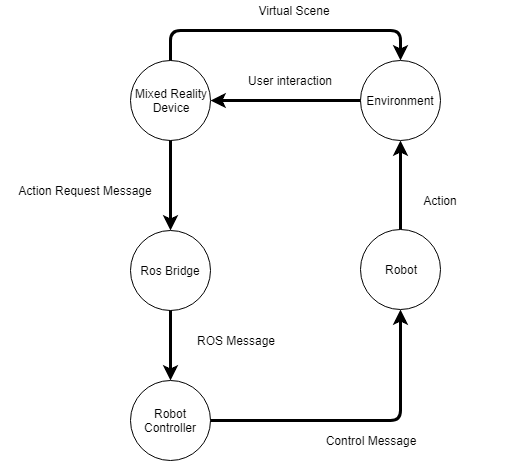 Virtual Scene
User interaction
Mixed Reality
Device
Environment
Action Request Message
Action
Ros Bridge
Robot
ROS Message
Robot
Controller
Control Message